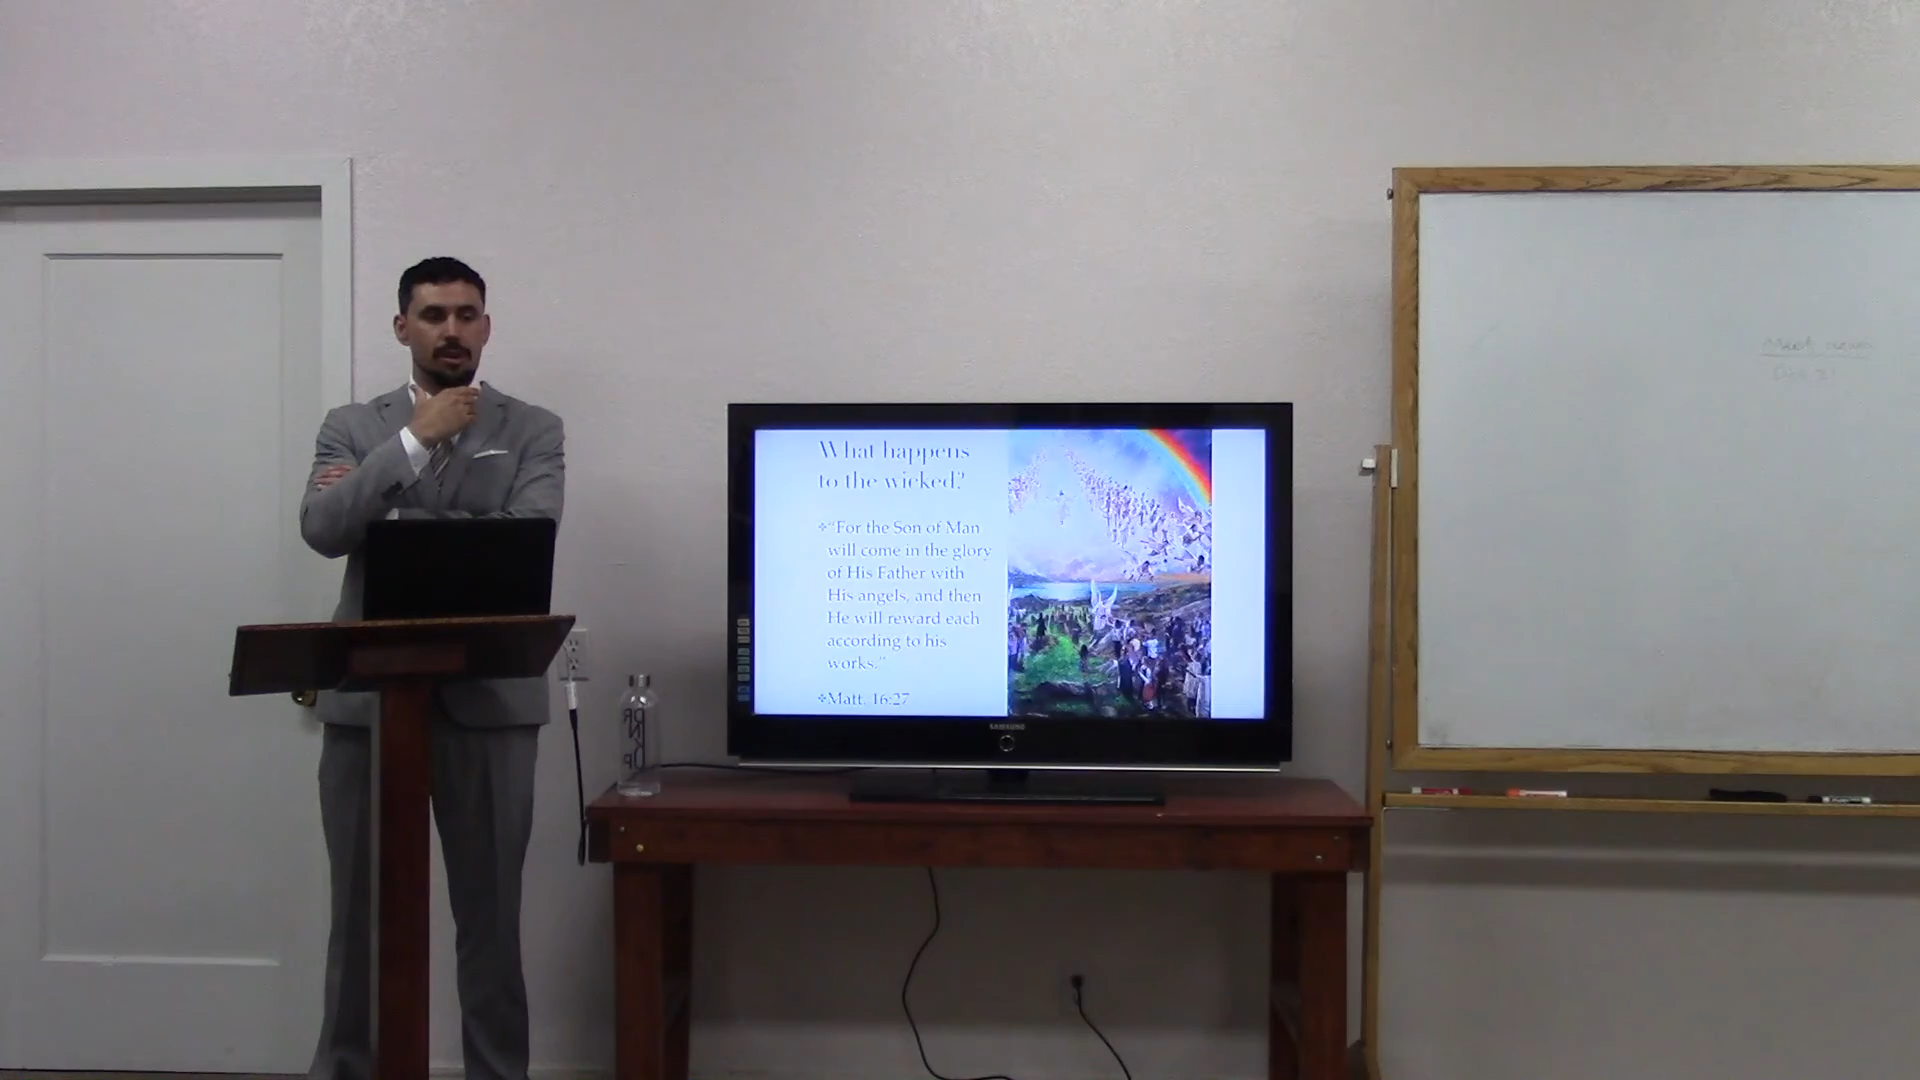 What happens
to the wicked?
❖“For the Son of Man
will come in the glory
of His Father with
His angels, and then
He will reward each
according to his
works.”
❖Matt. 16:27
SAMSUNG